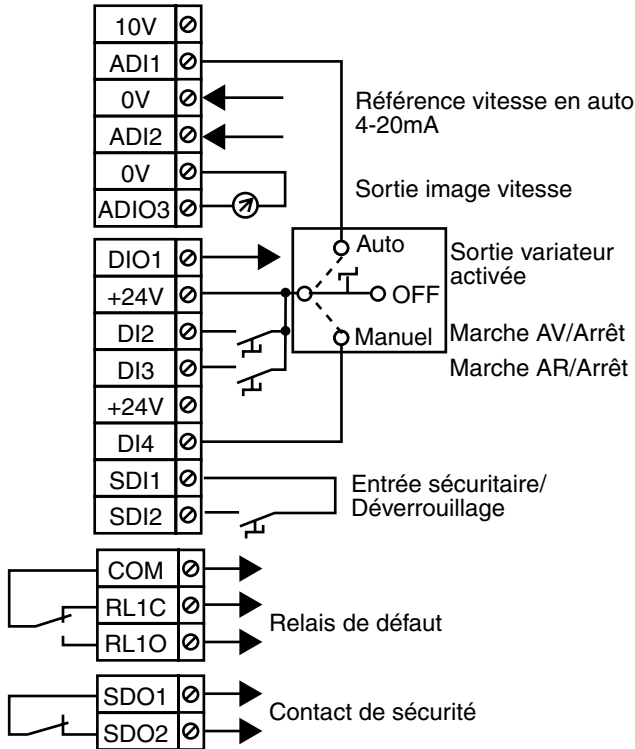 10V
ADI1
0V
ADI2
Référence vitesse en auto
4-20mA
0V
ADIO3
Sortie image vitesse
DIO1
Auto
Sortie variateur
activée
+24V
OFF
DI2
Manuel
Marche AV/Arrêt
DI3
Marche AR/Arrêt
+24V
DI4
SDI1
SDI2
Entrée sécuritaire/
Déverrouillage
COM
RL1C
RL1O
Relais de défaut
SDO1
SDO2
Contact de sécurité